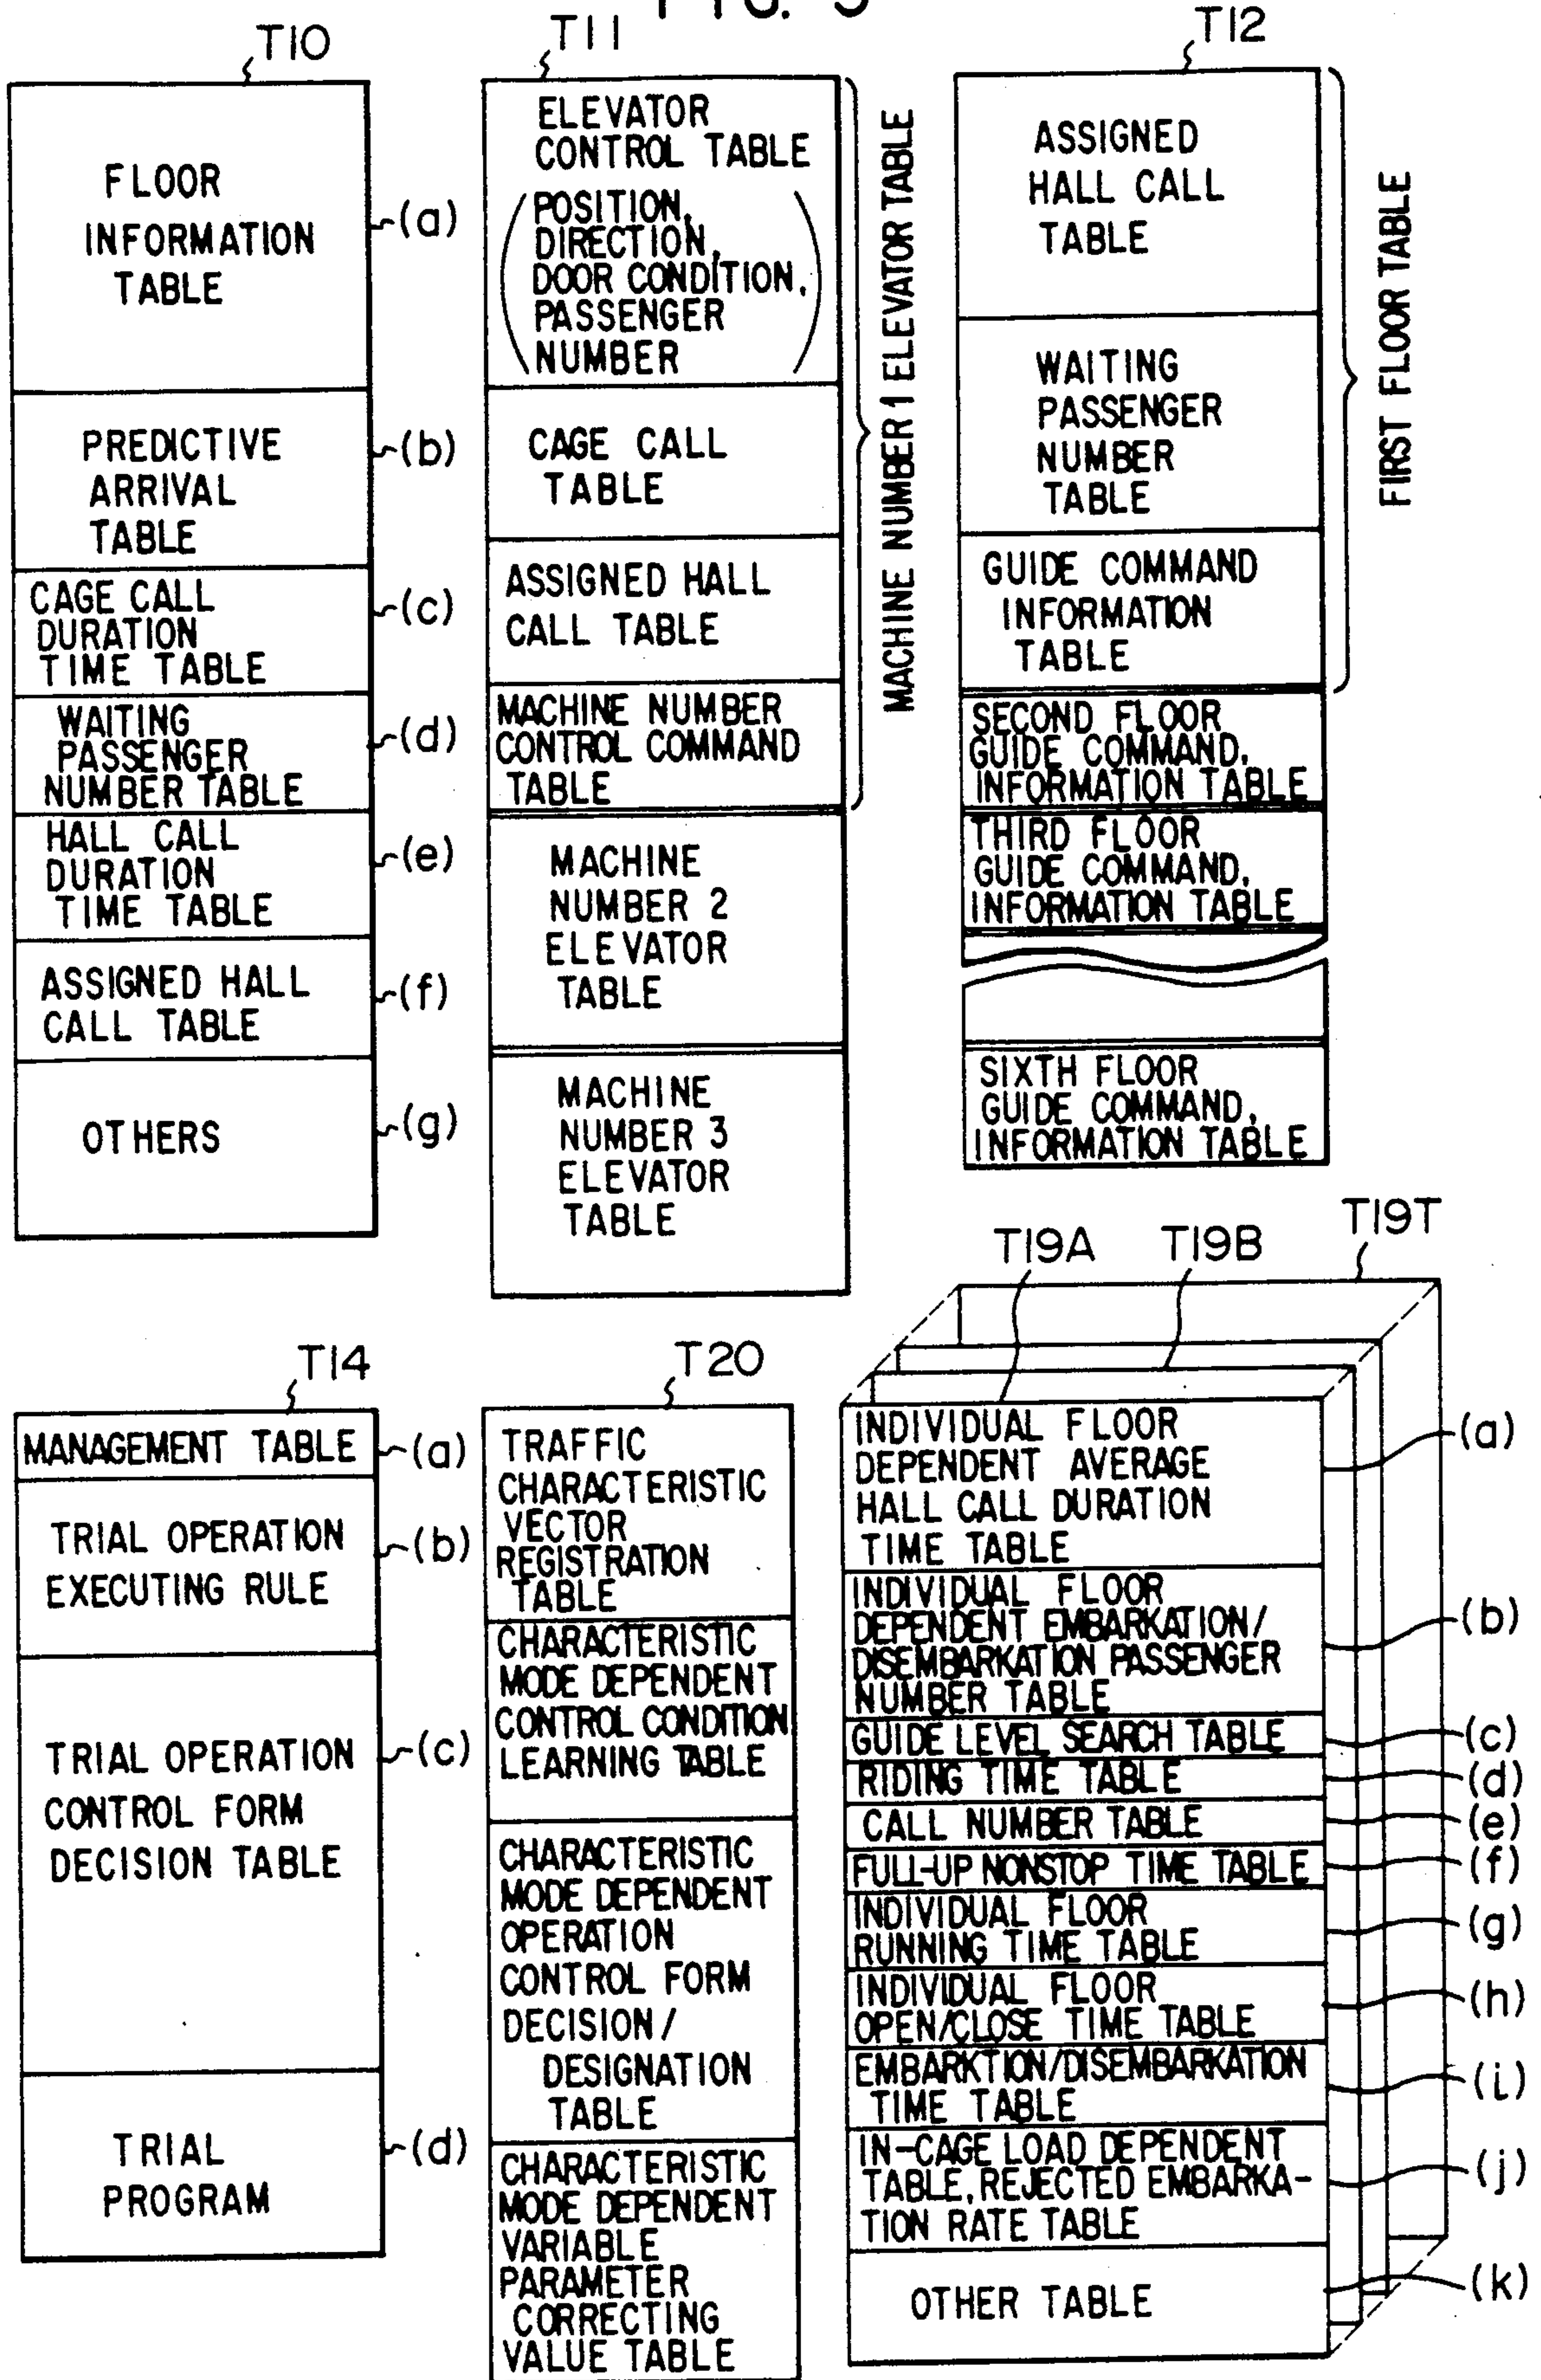 FIG.
T10
FLOOR
INFORMATION
TABLE
(a)
PREDICTIVE
ARRIVAL
TABLE
(b)
CAGE CALL
DURATION
TIME TABLE
(c)
WAITING
PASSENGER
NUMBER TABLE
(d)
HALL CALL
DURATION
TIME TABLE
(e)
ASSIGNED HALL
CALL TABLE
(f)
OTHERS
(g)
T11
ELEVATOR
CONTROL TABLE
(POSITION,
DIRECTION,
DOOR CONDITION,
PASSENGER
NUMBER)
CAGE CALL
TABLE
ASSIGNED HALL
CALL TABLE
MACHINE NUMBER
CONTROL COMMAND
TABLE
MACHINE NUMBER 1 ELEVATOR TABLE
MACHINE
NUMBER 2
ELEVATOR
TABLE
MACHINE
NUMBER 3
ELEVATOR
TABLE
T12
ASSIGNED
HALL CALL
TABLE
WAITING
PASSENGER
NUMBER
TABLE
GUIDE COMMAND
INFORMATION
TABLE
FIRST FLOOR TABLE
SECOND FLOOR
GUIDE COMMAND,
INFORMATION TABLE
THIRD FLOOR
GUIDE COMMAND,
INFORMATION TABLE
SIXTH FLOOR
GUIDE COMMAND,
INFORMATION TABLE
T14
MANAGEMENT TABLE
(a)
TRIAL OPERATION
EXECUTING RULE
(b)
TRIAL OPERATION
CONTROL FORM
DECISION TABLE
(c)
TRIAL
PROGRAM
(d)
T20
TRAFFIC
CHARACTERISTIC
VECTOR
REGISTRATION
TABLE
CHARACTERISTIC
MODE DEPENDENT
CONTROL CONDITION
LEARNING TABLE
CHARACTERISTIC
MODE DEPENDENT
OPERATION
CONTROL FORM
DECISION/
DESIGNATION
TABLE
CHARACTERISTIC
MODE DEPENDENT
VARIABLE
PARAMETER
CORRECTING
VALUE TABLE
T19A
T19B
T19T
INDIVIDUAL FLOOR
DEPENDENT AVERAGE
HALL CALL DURATION
TIME TABLE
(a)
INDIVIDUAL FLOOR
DEPENDENT EMBARKATION/
DISEMBARKATION PASSENGER
NUMBER TABLE
(b)
GUIDE LEVEL SEARCH TABLE
(c)
RIDING TIME TABLE
(d)
CALL NUMBER TABLE
(e)
FULL-UP NONSTOP TIME TABLE
(f)
INDIVIDUAL FLOOR
RUNNING TIME TABLE
(g)
INDIVIDUAL FLOOR
OPEN/CLOSE TIME TABLE
(h)
EMBARKTION/DISEMBARKATION
TIME TABLE
(i)
IN-CAGE LOAD DEPENDENT
TABLE, REJECTED EMBARKA-
TION RATE TABLE
(j)
OTHER TABLE
(k)